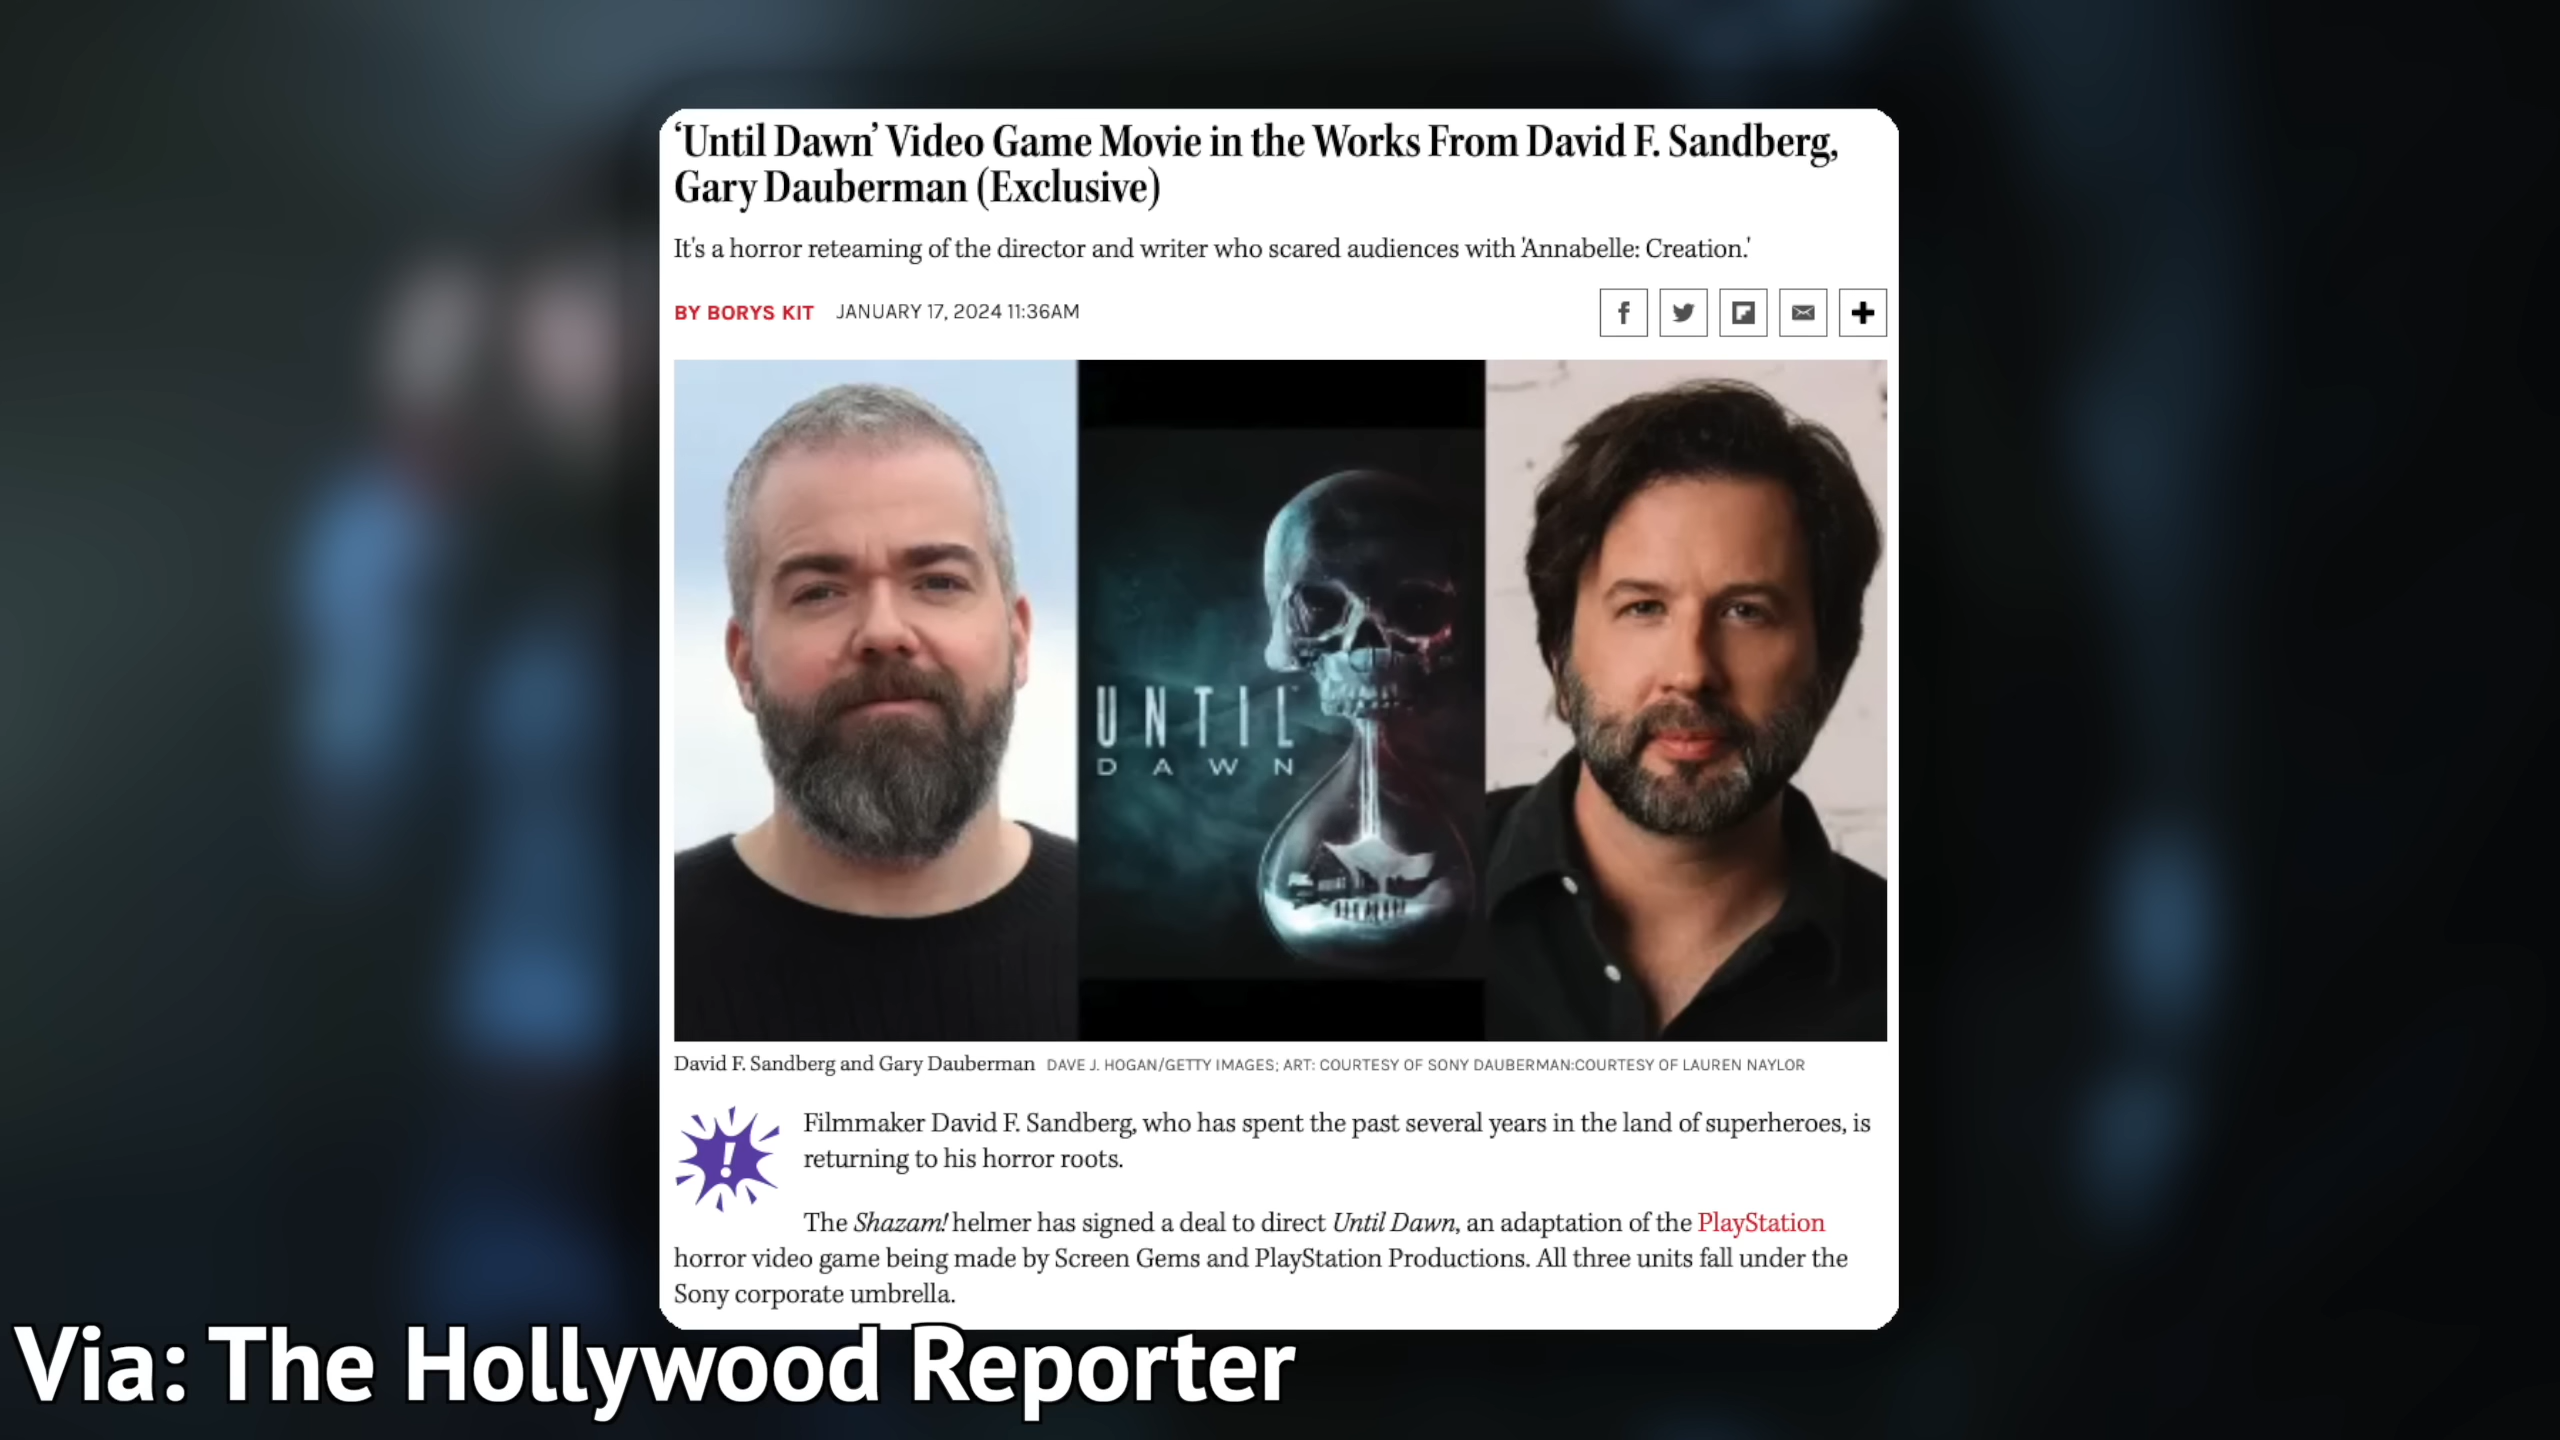 ‘Until Dawn’ Video Game Movie in the Works From David F. Sandberg,
Gary Dauberman (Exclusive)
It's a horror reteaming of the director and writer who scared audiences with 'Annabelle: Creation.'
BY BORYS KIT JANUARY 17, 2024 11:36AM
UNTIL
DAWN
David F. Sandberg and Gary Dauberman DAVE J. HOGAN/GETTY IMAGES; ART: COURTESY OF SONY DAUBERMAN:COURTESY OF LAUREN NAYLOR
Filmmaker David F. Sandberg, who has spent the past several years in the land of superheroes, is
returning to his horror roots.
The Shazam! helmer has signed a deal to direct Until Dawn, an adaptation of the PlayStation
horror video game being made by Screen Gems and PlayStation Productions. All three units fall under the
Sony corporate umbrella.
Via: The Hollywood Reporter